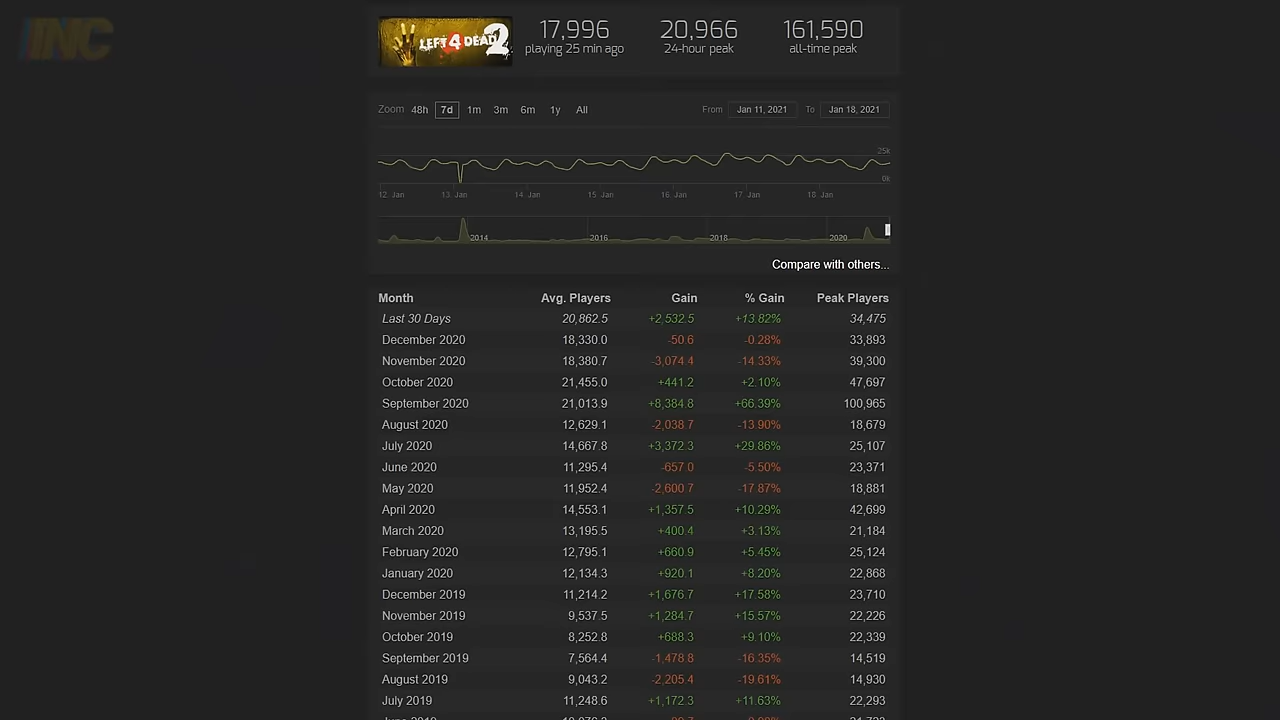 INC
LEFT 4 DEAD 2
17,996 20,966 161,590
playing 25 min ago 24-hour peak all-time peak
Zoom 48h 7d 1m 3m 6m 1y All From Jan 11, 2021 To Jan 18, 2021
25k
0k
12. Jan 13. Jan 14. Jan 15. Jan 16. Jan 17. Jan 18. Jan
2014 2016 2018 2020
Compare with others...
Month Avg. Players Gain % Gain Peak Players
Last 30 Days 20,862.5 +2,532.5 +13.82% 34,475
December 2020 18,330.0 -50.6 -0.28% 33,893
November 2020 18,380.7 -3,074.4 -14.33% 39,300
October 2020 21,455.0 +441.2 +2.10% 47,697
September 2020 21,013.9 +8,384.8 +66.39% 100,965
August 2020 12,629.1 -2,038.7 -13.90% 18,679
July 2020 14,667.8 +3,372.3 +29.86% 25,107
June 2020 11,295.4 -657.0 -5.50% 23,371
May 2020 11,952.4 -2,600.7 -17.87% 18,881
April 2020 14,553.1 +1,357.5 +10.29% 42,699
March 2020 13,195.5 +400.4 +3.13% 21,184
February 2020 12,795.1 +660.9 +5.45% 25,124
January 2020 12,134.3 +920.1 +8.20% 22,868
December 2019 11,214.2 +1,676.7 +17.58% 23,710
November 2019 9,537.5 +1,284.7 +15.57% 22,226
October 2019 8,252.8 +688.3 +9.10% 22,339
September 2019 7,564.4 -1,478.8 -16.35% 14,519
August 2019 9,043.2 -2,205.4 -19.61% 14,930
July 2019 11,248.6 +1,172.3 +11.63% 22,293